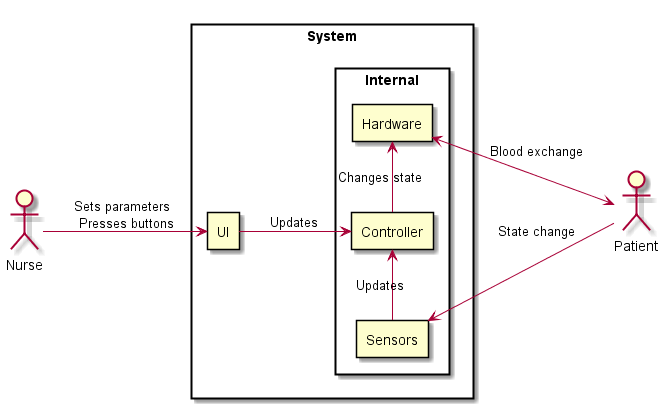 System
Internal
Hardware
Blood exchange
Changes state
Sets parameters
Presses buttons
Nurse
UI
Updates
Controller
State change
Patient
Updates
Sensors